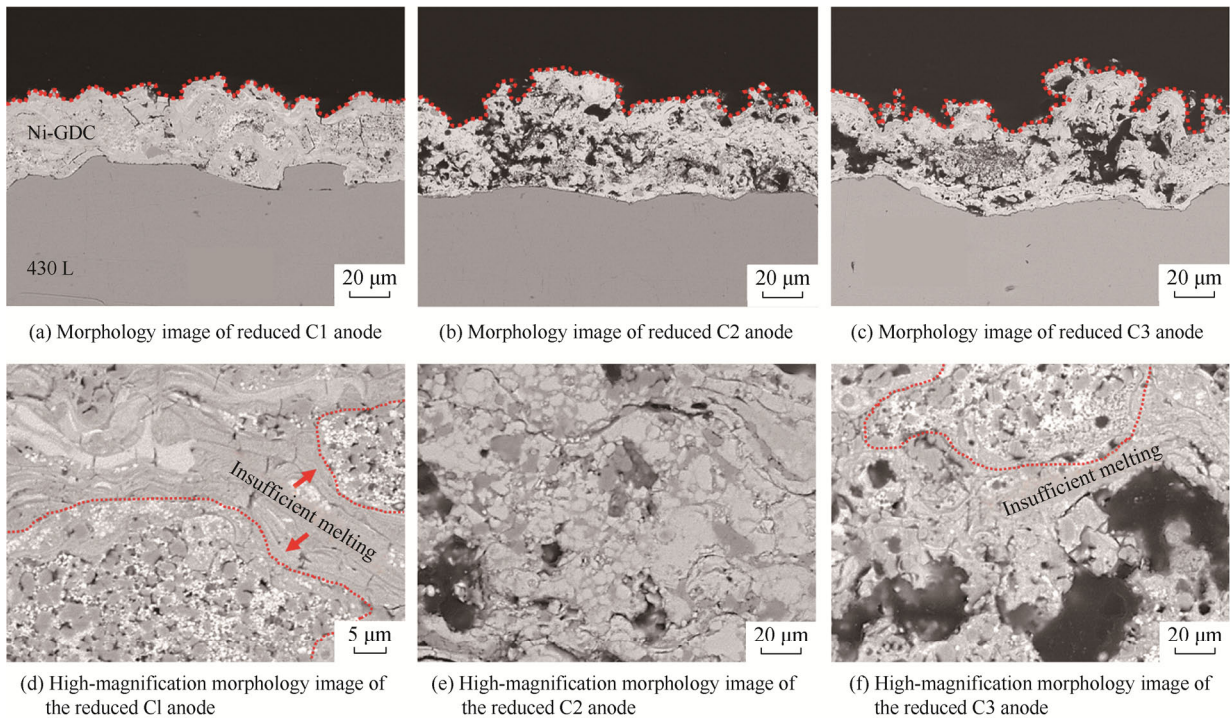 Ni-GDC
430 L
20 μm
20 μm
20 μm
(a) Morphology image of reduced C1 anode
(b) Morphology image of reduced C2 anode
(c) Morphology image of reduced C3 anode
Insufficient melting
5 μm
20 μm
Insufficient melting
20 μm
(d) High-magnification morphology image of
the reduced Cl anode
(e) High-magnification morphology image of
the reduced C2 anode
(f) High-magnification morphology image of
the reduced C3 anode